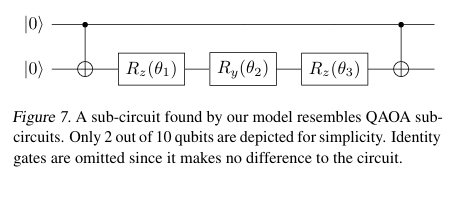 |0⟩
|0⟩ R_z(θ_1) R_y(θ_2) R_z(θ_3)
Figure 7. A sub-circuit found by our model resembles QAOA sub-
circuits. Only 2 out of 10 qubits are depicted for simplicity. Identity
gates are omitted since it makes no difference to the circuit.